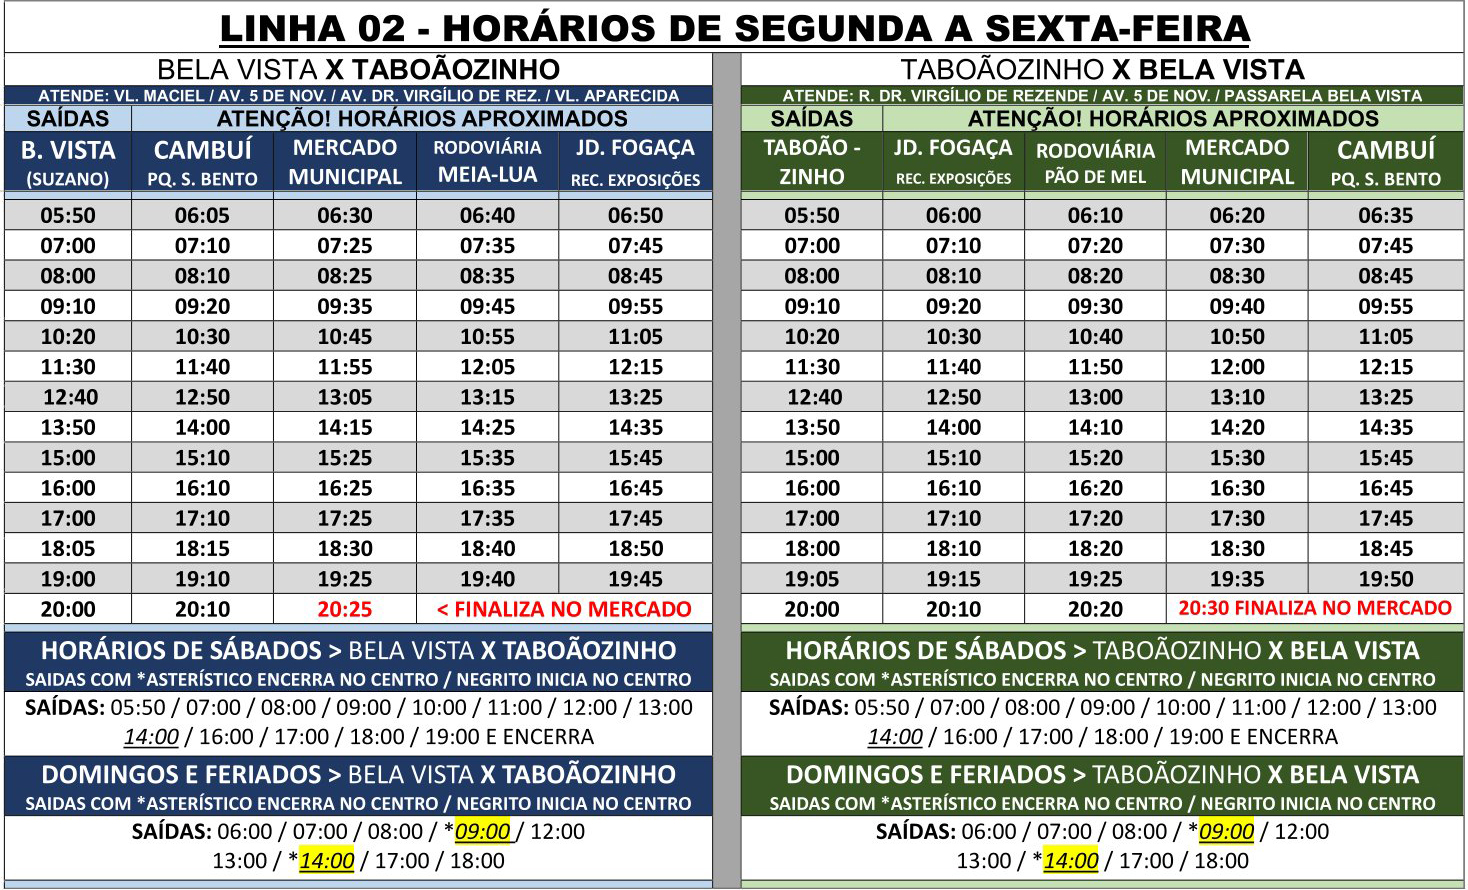 LINHA 02 - HORÁRIOS DE SEGUNDA A SEXTA-FEIRA
BELA VISTA X TABOÃOZINHO
ATENDE: VL. MACIEL / AV. 5 DE NOV. / AV. DR. VIRGÍLIO DE REZ. / VL. APARECIDA
SAÍDAS ATENÇÃO! HORÁRIOS APROXIMADOS
B. VISTA (SUZANO) CAMBUÍ PQ. S. BENTO MERCADO MUNICIPAL RODOVIÁRIA MEIA-LUA JD. FOGAÇA REC. EXPOSIÇÕES
05:50 06:05 06:30 06:40 06:50
07:00 07:10 07:25 07:35 07:45
08:00 08:10 08:25 08:35 08:45
09:10 09:20 09:35 09:45 09:55
10:20 10:30 10:45 10:55 11:05
11:30 11:40 11:55 12:05 12:15
12:40 12:50 13:05 13:15 13:25
13:50 14:00 14:15 14:25 14:35
15:00 15:10 15:25 15:35 15:45
16:00 16:10 16:25 16:35 16:45
17:00 17:10 17:25 17:35 17:45
18:05 18:15 18:30 18:40 18:50
19:00 19:10 19:25 19:40 19:45
20:00 20:10 20:25 < FINALIZA NO MERCADO
HORÁRIOS DE SÁBADOS > BELA VISTA X TABOÃOZINHO
SAIDAS COM *ASTERÍSTICO ENCERRA NO CENTRO / NEGRITO INICIA NO CENTRO
SAÍDAS: 05:50 / 07:00 / 08:00 / 09:00 / 10:00 / 11:00 / 12:00 / 13:00
14:00 / 16:00 / 17:00 / 18:00 / 19:00 E ENCERRA
DOMINGOS E FERIADOS > BELA VISTA X TABOÃOZINHO
SAIDAS COM *ASTERÍSTICO ENCERRA NO CENTRO / NEGRITO INICIA NO CENTRO
SAÍDAS: 06:00 / 07:00 / 08:00 / *09:00 / 12:00
13:00 / *14:00 / 17:00 / 18:00
TABOÃOZINHO X BELA VISTA
ATENDE: R. DR. VIRGÍLIO DE REZENDE / AV. 5 DE NOV. / PASSARELA BELA VISTA
SAÍDAS ATENÇÃO! HORÁRIOS APROXIMADOS
TABOÃO - ZINHO JD. FOGAÇA REC. EXPOSIÇÕES RODOVIÁRIA PÃO DE MEL MERCADO MUNICIPAL CAMBUÍ PQ. S. BENTO
05:50 06:00 06:10 06:20 06:35
07:00 07:10 07:20 07:30 07:45
08:00 08:10 08:20 08:30 08:45
09:10 09:20 09:30 09:40 09:55
10:20 10:30 10:40 10:50 11:05
11:30 11:40 11:50 12:00 12:15
12:40 12:50 13:00 13:10 13:25
13:50 14:00 14:10 14:20 14:35
15:00 15:10 15:20 15:30 15:45
16:00 16:10 16:20 16:30 16:45
17:00 17:10 17:20 17:30 17:45
18:00 18:10 18:20 18:30 18:45
19:05 19:15 19:25 19:35 19:50
20:00 20:10 20:20 20:30 FINALIZA NO MERCADO
HORÁRIOS DE SÁBADOS > TABOÃOZINHO X BELA VISTA
SAIDAS COM *ASTERÍSTICO ENCERRA NO CENTRO / NEGRITO INICIA NO CENTRO
SAÍDAS: 05:50 / 07:00 / 08:00 / 09:00 / 10:00 / 11:00 / 12:00 / 13:00
14:00 / 16:00 / 17:00 / 18:00 / 19:00 E ENCERRA
DOMINGOS E FERIADOS > TABOÃOZINHO X BELA VISTA
SAIDAS COM *ASTERÍSTICO ENCERRA NO CENTRO / NEGRITO INICIA NO CENTRO
SAÍDAS: 06:00 / 07:00 / 08:00 / *09:00 / 12:00
13:00 / *14:00 / 17:00 / 18:00